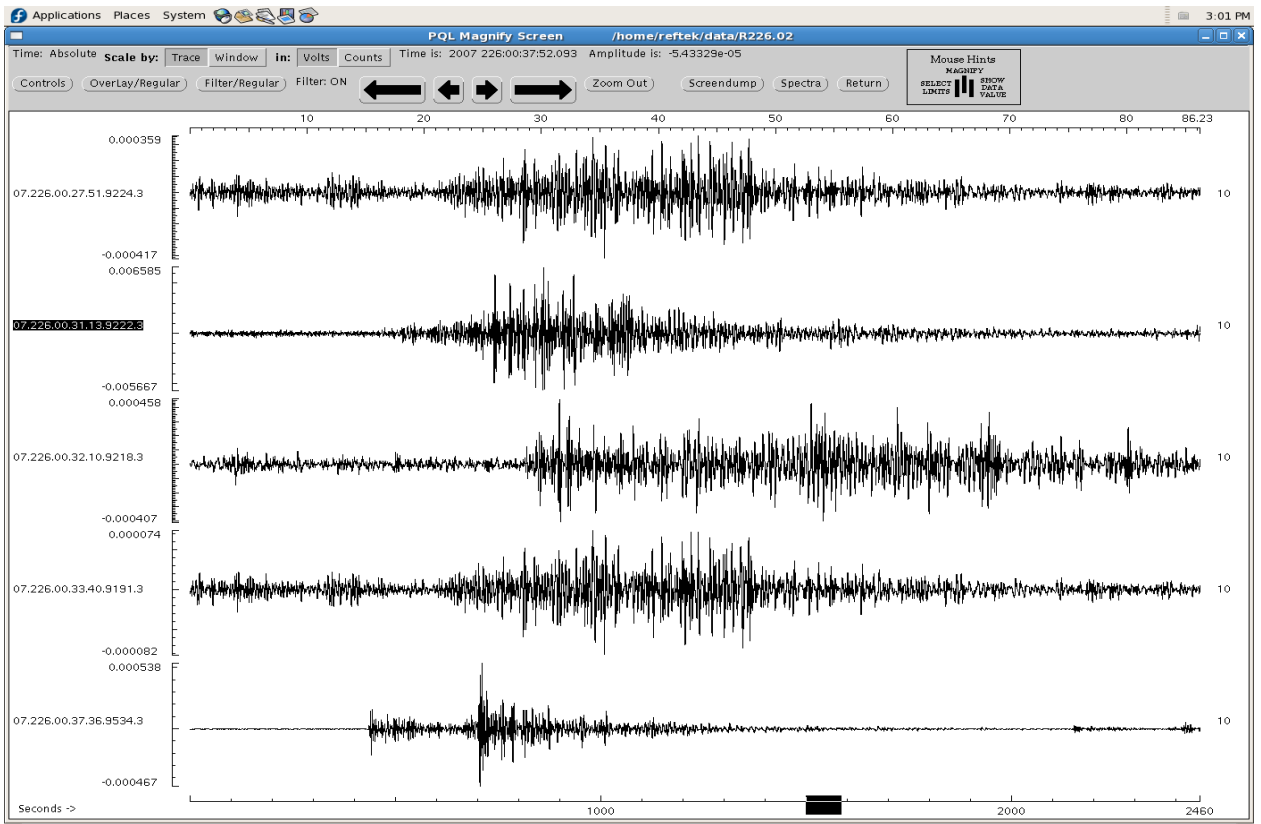 Applications Places System 3:01 PM
PQL Magnify Screen /home/reftek/data/R226.02
Time: Absolute Scale by: Trace Window in: Volts Counts Time is: 2007 226:00:37:52.093 Amplitude is: -5.43329e-05
Controls OverLay/Regular Filter/Regular Filter: ON Zoom Out Screendump Spectra Return
Mouse Hints
MAGNIFY
SELECT LIMITS
SHOW DATA VALUE
10 20 30 40 50 60 70 80 86.23
0.000359
07.226.00.27.51.9224.3 10
-0.000417
0.006585
07.226.00.31.13.9222.3 10
-0.005667
0.000458
07.226.00.32.10.9218.3 10
-0.000407
0.000074
07.226.00.33.40.9191.3 10
-0.000082
0.000538
07.226.00.37.36.9534.3 10
-0.000467
Seconds -> 1000 2000 2460